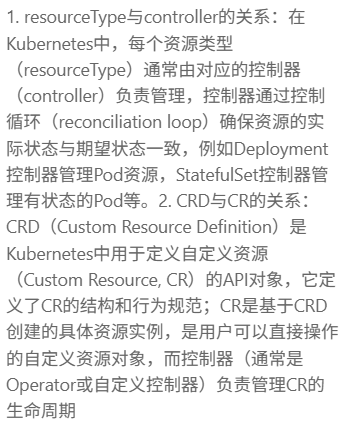 1. resourceType与controller的关系：在
Kubernetes中，每个资源类型
（resourceType）通常由对应的控制器
（controller）负责管理，控制器通过控制
循环（reconciliation loop）确保资源的实
际状态与期望状态一致，例如Deployment
控制器管理Pod资源，StatefulSet控制器管
理有状态的Pod等。2. CRD与CR的关系：
CRD（Custom Resource Definition）是
Kubernetes中用于定义自定义资源
（Custom Resource, CR）的API对象，它定
义了CR的结构和行为规范；CR是基于CRD
创建的具体资源实例，是用户可以直接操作
的自定义资源对象，而控制器（通常是
Operator或自定义控制器）负责管理CR的
生命周期